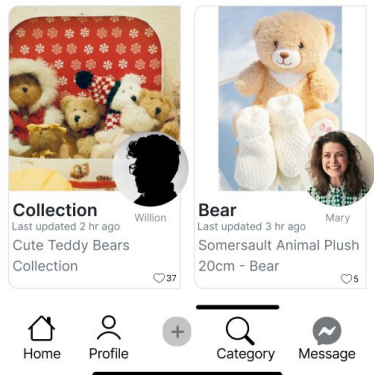 Collection
Willion
Last updated 2 hr ago
Cute Teddy Bears
Collection
37
Bear
Mary
Last updated 3 hr ago
Somersault Animal Plush
20cm - Bear
5
Home
Profile
Category
Message